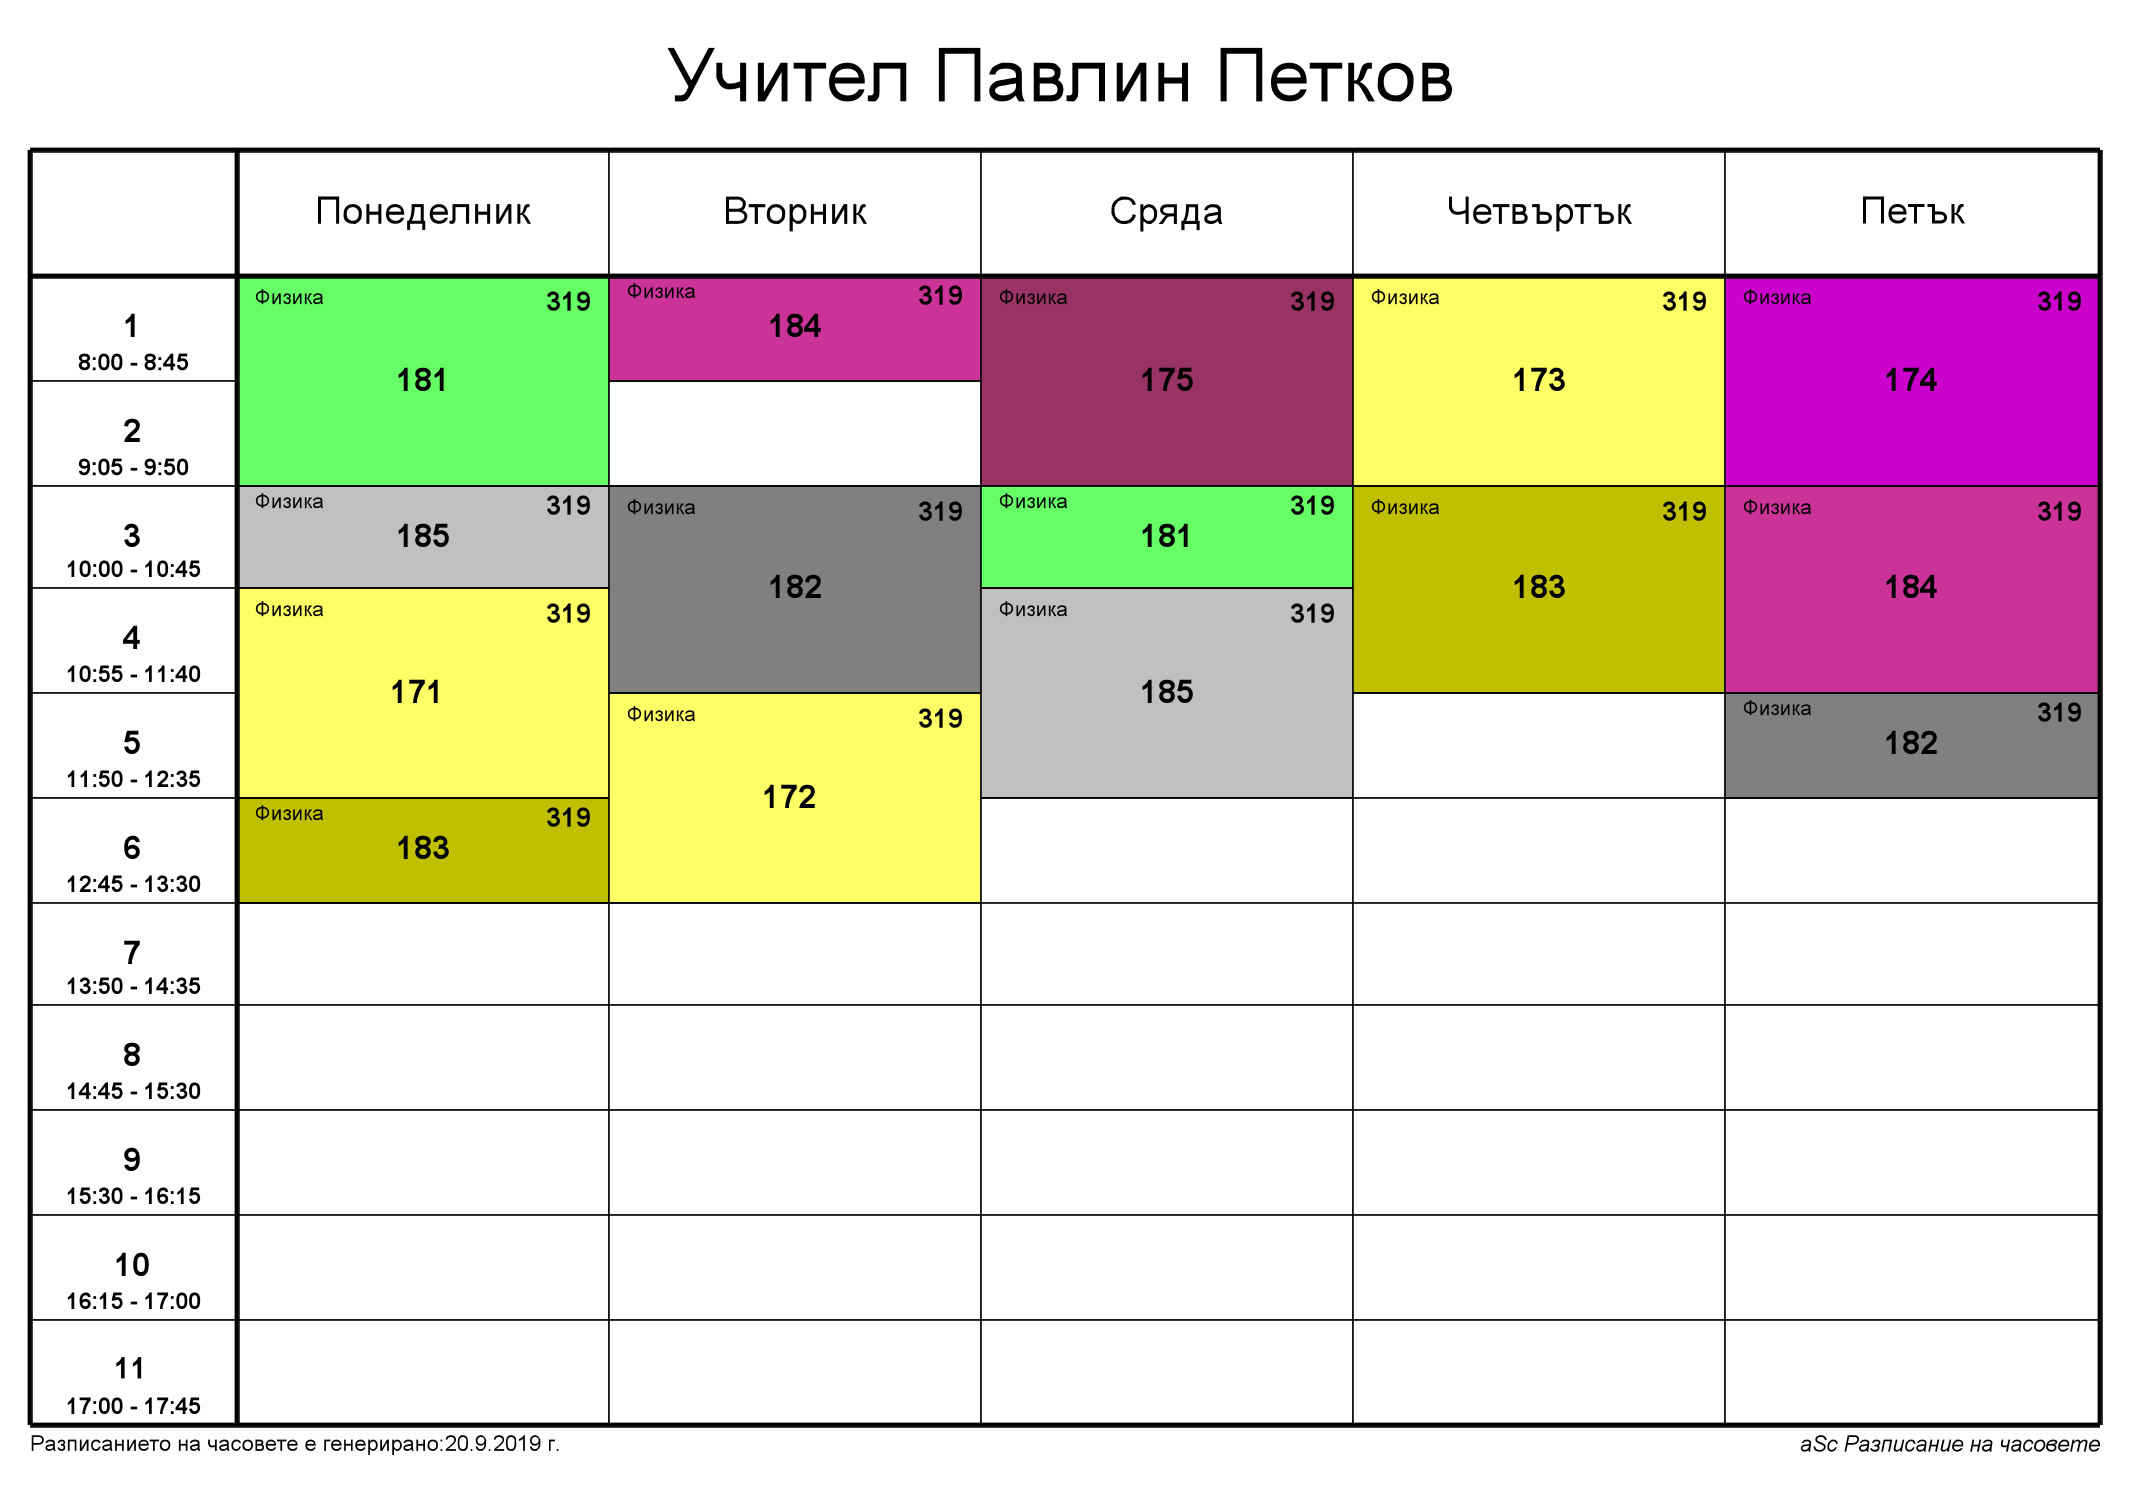 Учител Павлин Петков
Понеделник Вторник Сряда Четвъртък Петък
1
8:00 - 8:45
Физика 319
181
Физика 319
184
Физика 319
175
Физика 319
173
Физика 319
174
2
9:05 - 9:50
3
10:00 - 10:45
Физика 319
185
Физика 319
182
Физика 319
181
Физика 319
183
Физика 319
184
4
10:55 - 11:40
Физика 319
171
Физика 319
185
5
11:50 - 12:35
Физика 319
172
Физика 319
182
6
12:45 - 13:30
Физика 319
183
7
13:50 - 14:35
8
14:45 - 15:30
9
15:30 - 16:15
10
16:15 - 17:00
11
17:00 - 17:45
Разписанието на часовете е генерирано:20.9.2019 г.
aSc Разписание на часовете